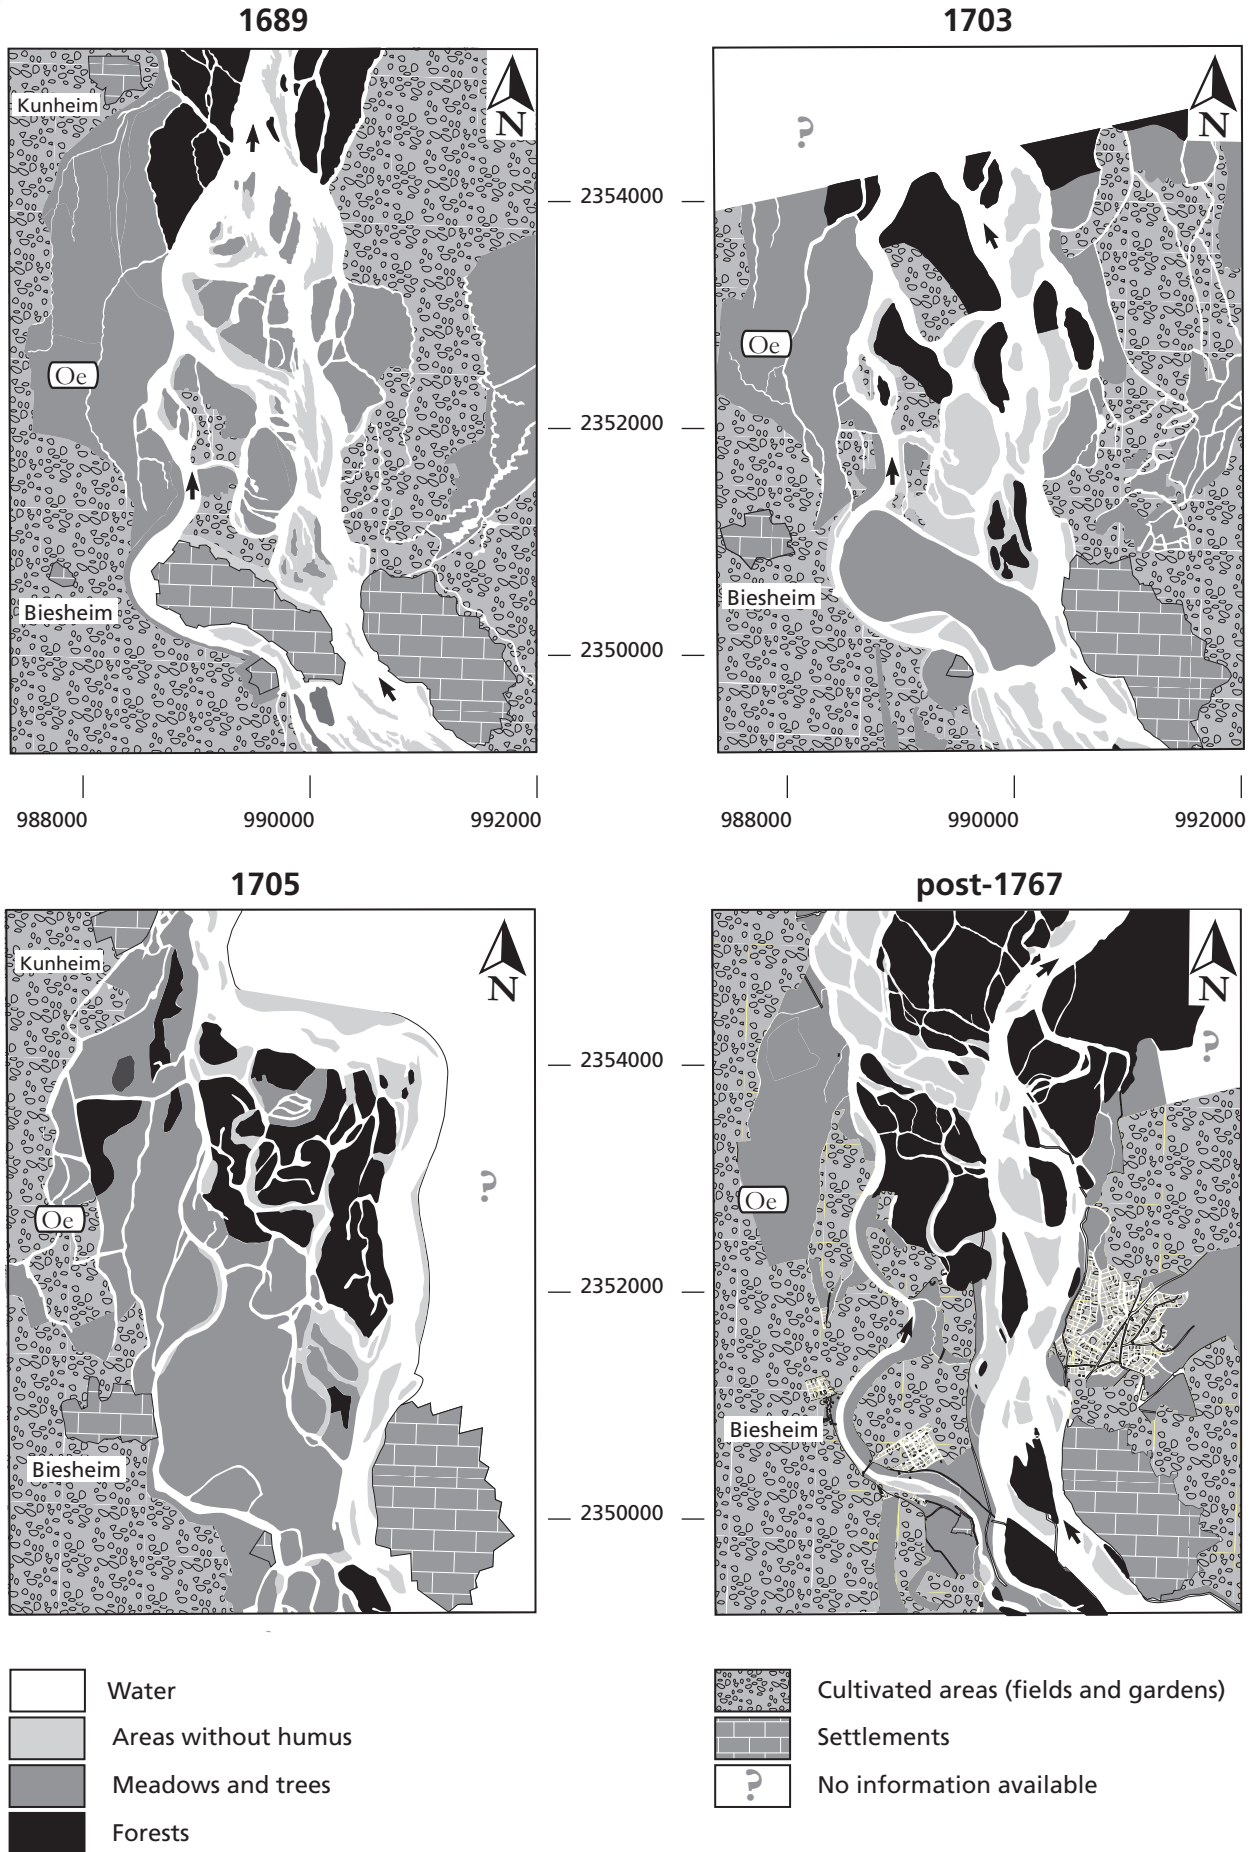 1689
1703
Kunheim
N
N
?
2354000
Oe
Oe
2352000
Biesheim
Biesheim
2350000
988000
990000
992000
988000
990000
992000
1705
post-1767
Kunheim
N
N
?
2354000
?
Oe
Oe
2352000
Biesheim
Biesheim
2350000
Water
Areas without humus
Meadows and trees
Forests
Cultivated areas (fields and gardens)
Settlements
? No information available